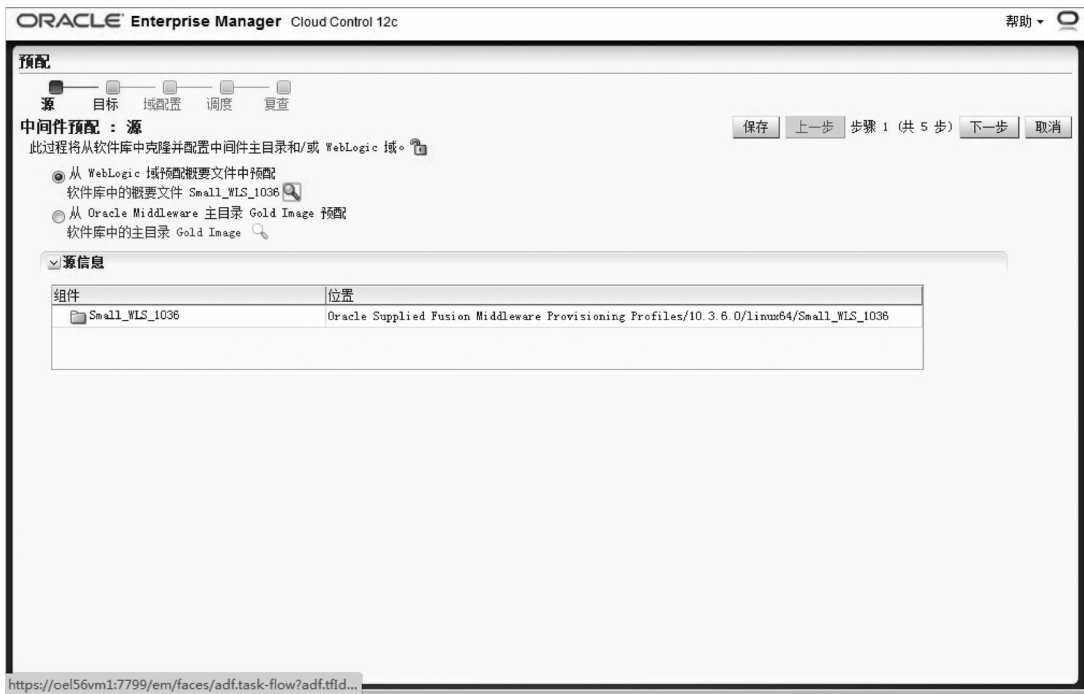 ORACLE Enterprise Manager Cloud Control 12c
帮助
预配
源 目标 域配置 调度 复查
中间件预配 : 源
保存 上一步 步骤 1 (共 5 步) 下一步 取消
此过程将从软件库中克隆并配置中间件主目录和/或 WebLogic 域。
从 WebLogic 域预配概要文件中预配
软件库中的概要文件 Small_WLS_1036
从 Oracle Middleware 主目录 Gold Image 预配
软件库中的主目录 Gold Image
源信息
组件 位置
Small_WLS_1036 Oracle Supplied Fusion Middleware Provisioning Profiles/10.3.6.0/linux64/Small_WLS_1036
https://oel56vm1:7799/em/faces/adf.task-flow?adf.tfId...